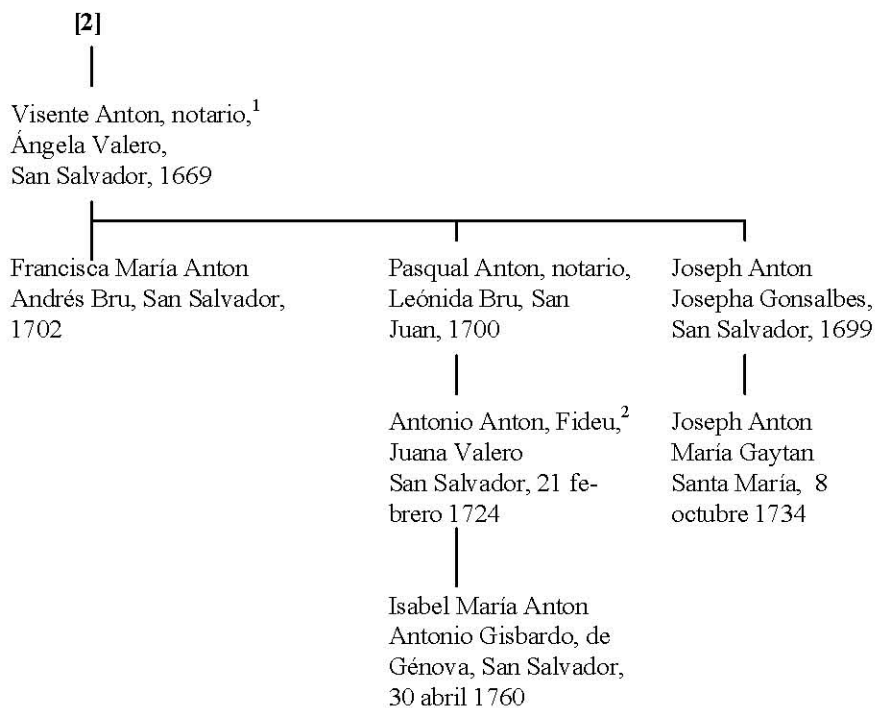 [2]
Visente Anton, notario,¹
Ángela Valero,
San Salvador, 1669
Francisca María Anton
Andrés Bru, San Salvador,
1702
Pasqual Anton, notario,
Leónida Bru, San
Juan, 1700
Joseph Anton
Josepha Gonsalbes,
San Salvador, 1699
Antonio Anton, Fideu,²
Juana Valero
San Salvador, 21 fe-
brero 1724
Joseph Anton
María Gaytan
Santa María, 8
octubre 1734
Isabel María Anton
Antonio Gisbardo, de
Génova, San Salvador,
30 abril 1760